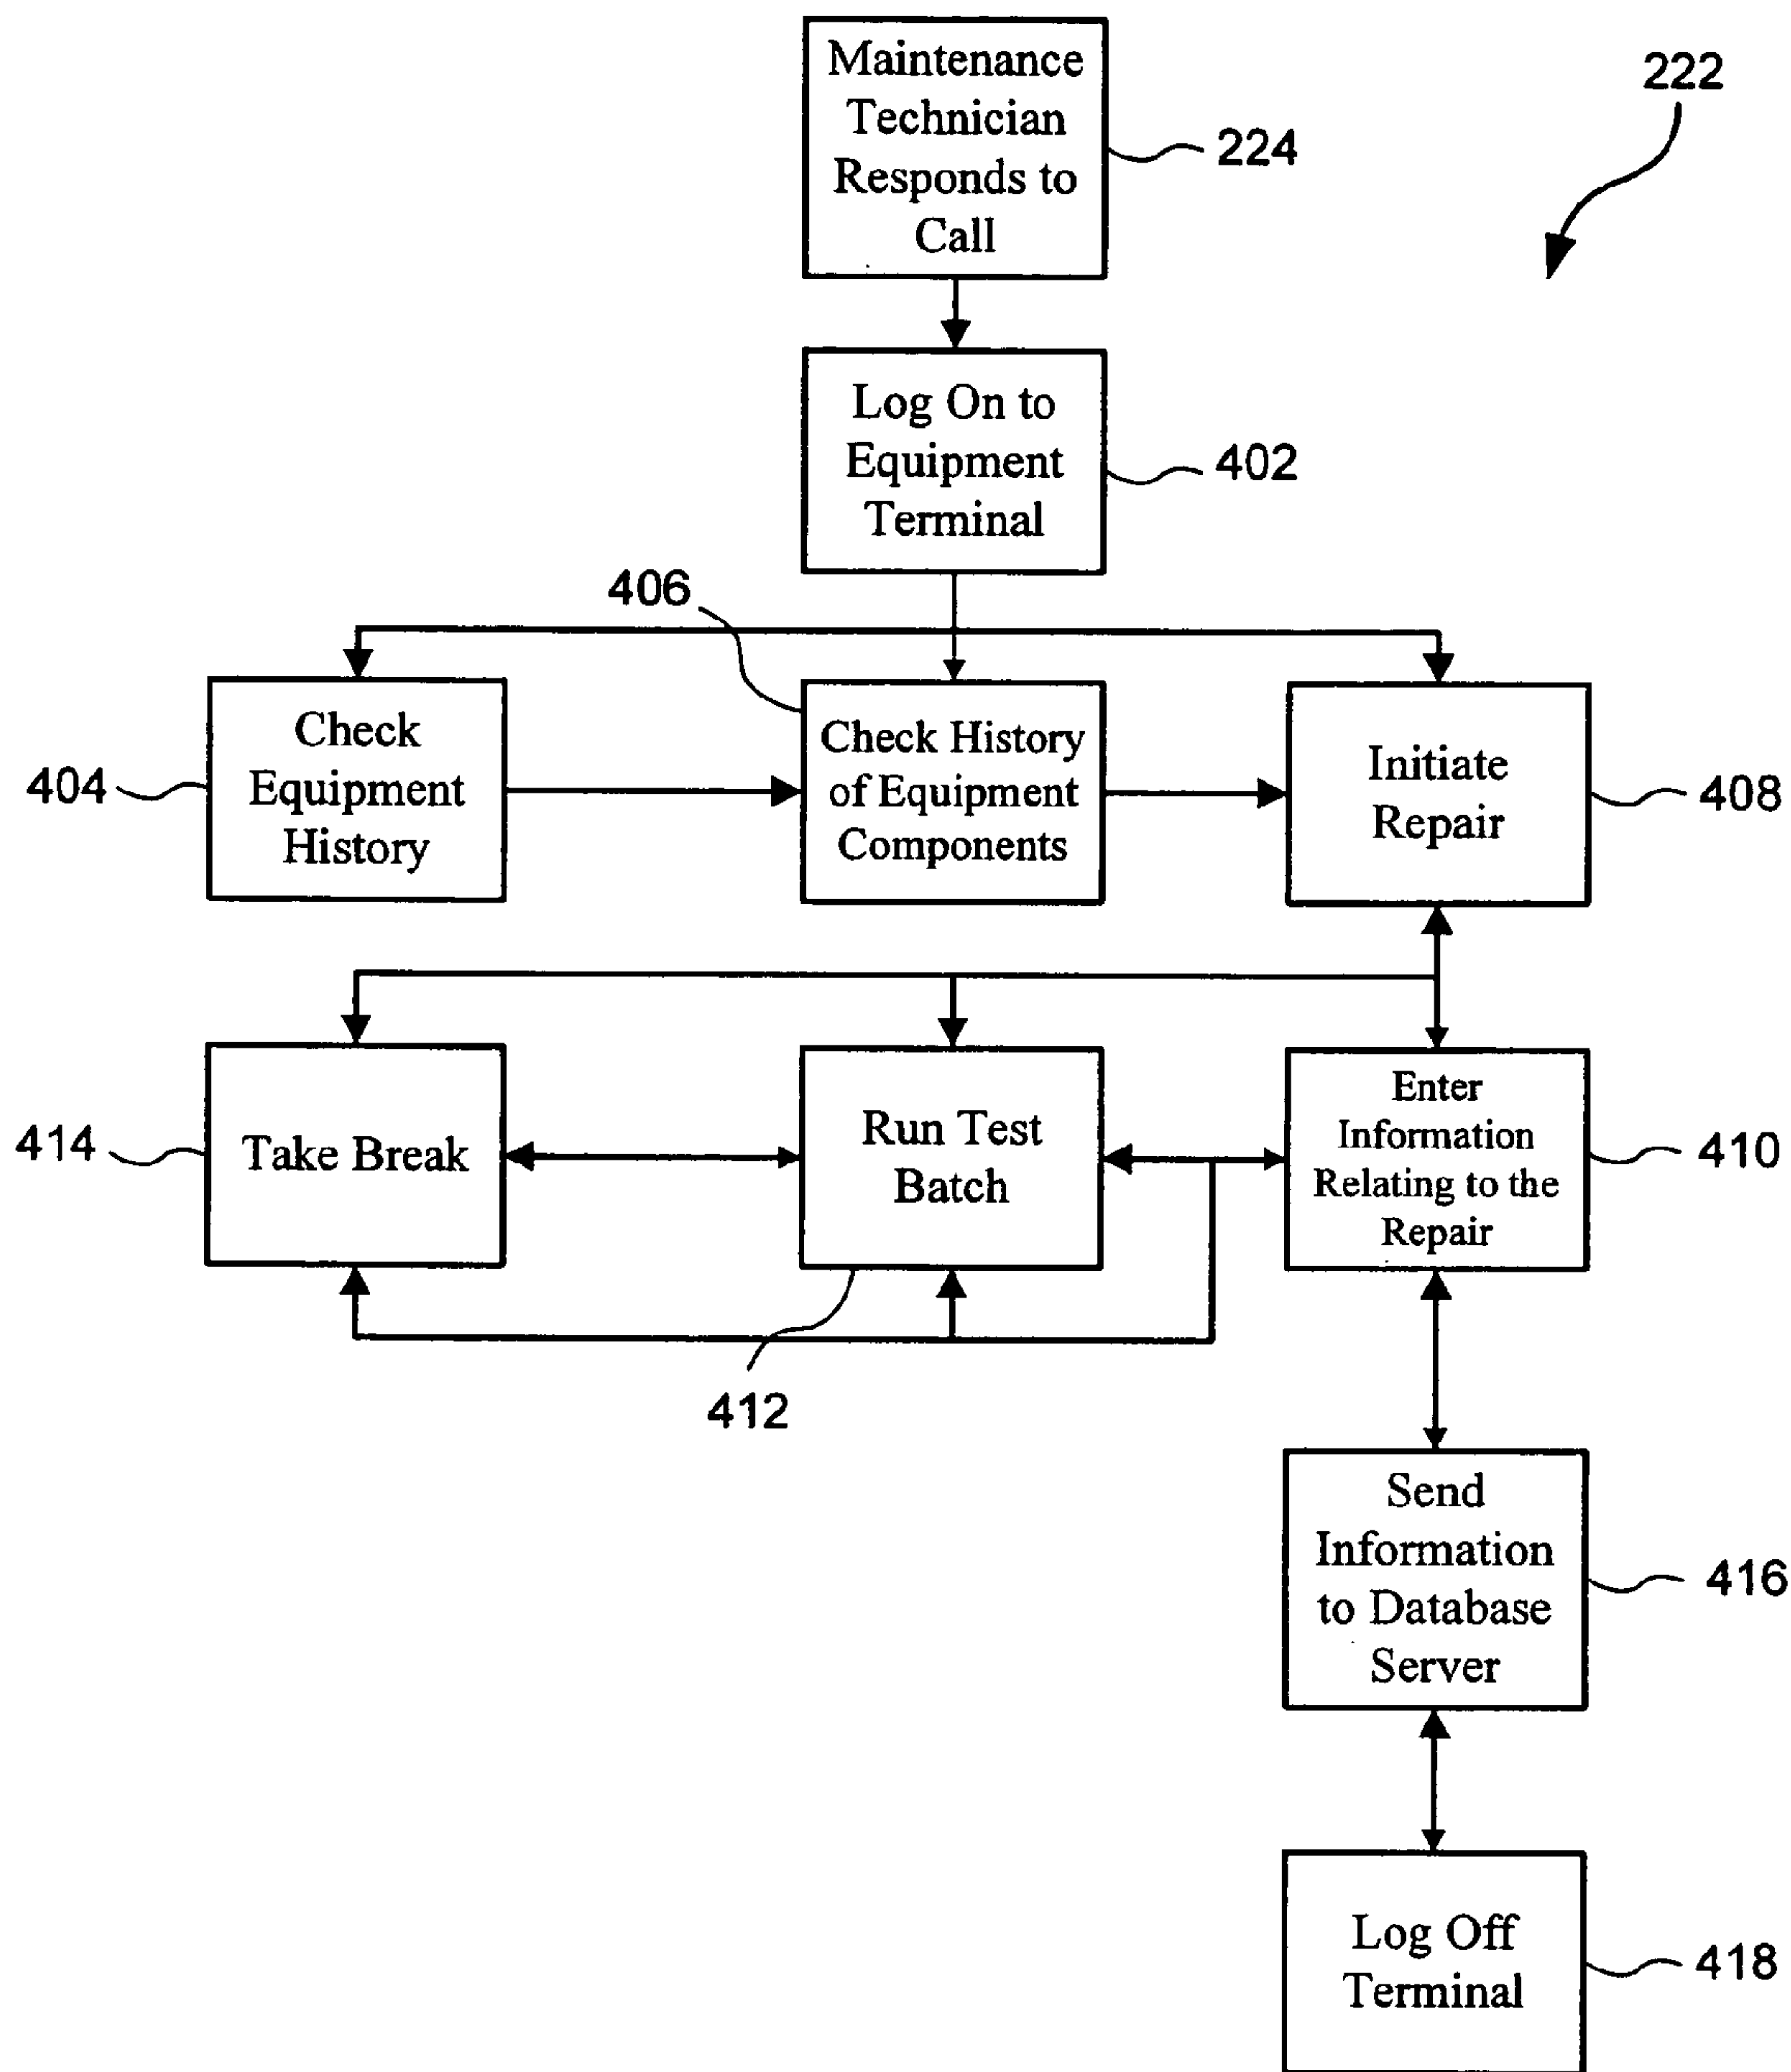 Maintenance
Technician
Responds to
Call
224
222
Log On to
Equipment
Terminal
402
406
404
Check
Equipment
History
Check History
of Equipment
Components
Initiate
Repair
408
414
Take Break
Run Test
Batch
412
Enter
Information
Relating to the
Repair
410
Send
Information
to Database
Server
416
Log Off
Terminal
418